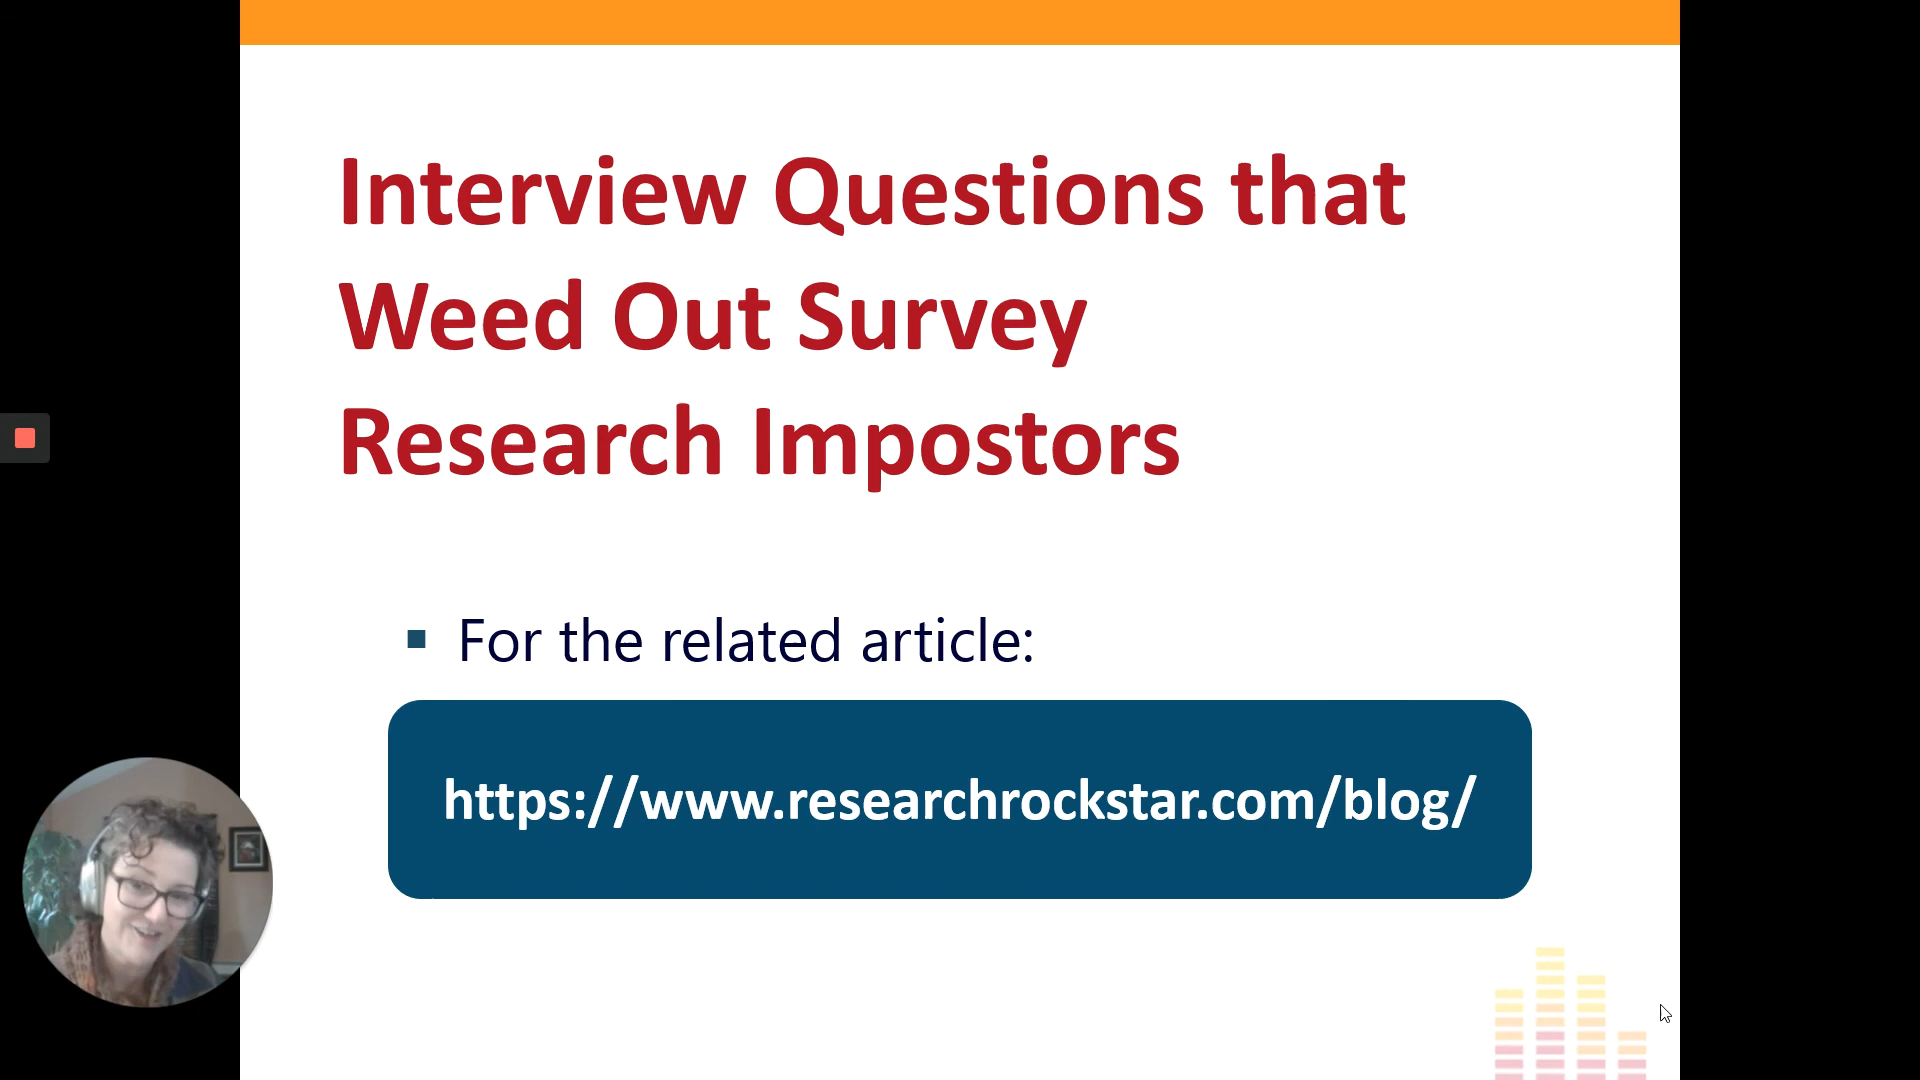 Interview Questions that
Weed Out Survey
Research Impostors
For the related article:
https://www.researchrockstar.com/blog/